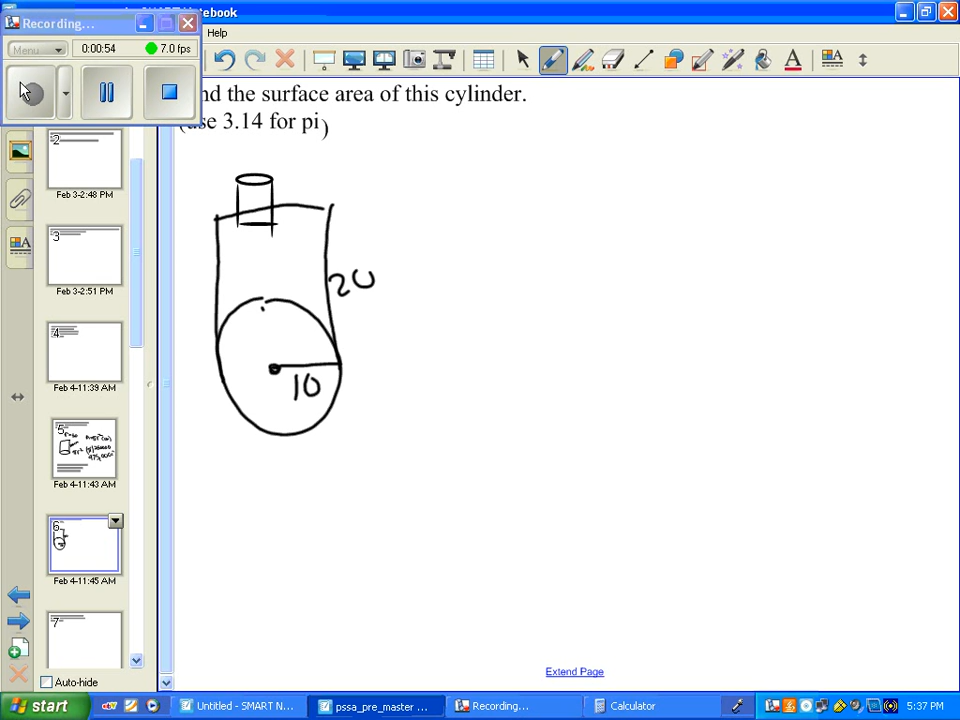 SMART Notebook
Recording...
Help
Menu
0:00:54
7.0 fps
nd the surface area of this cylinder.
use 3.14 for pi)
20
10
2
Feb 3-2:48 PM
3
Feb 3-2:51 PM
4
Feb 4-11:39 AM
5
Feb 4-11:43 AM
6
Feb 4-11:45 AM
7
Auto-hide
Extend Page
start
Untitled - SMART N...
pssa_pre_master ...
Recording...
Calculator
5:37 PM